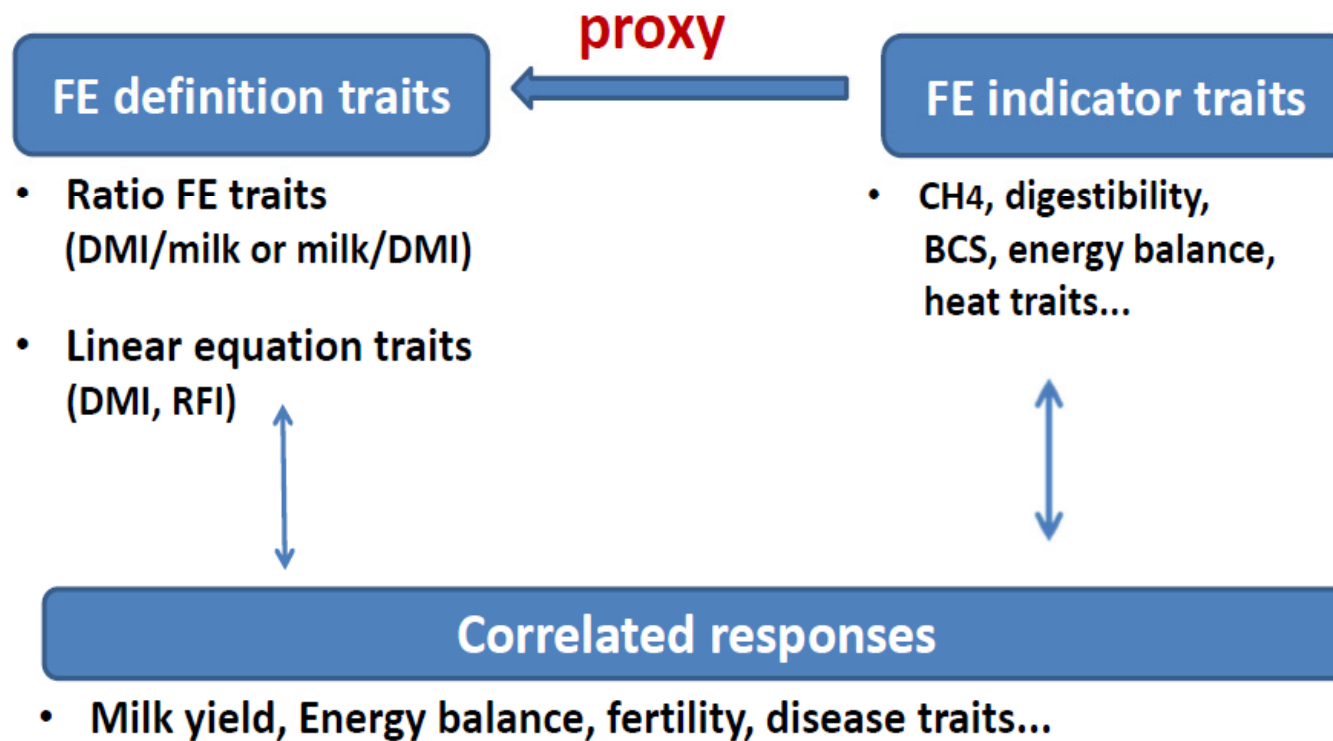 proxy
FE definition traits
FE indicator traits
• Ratio FE traits
(DMI/milk or milk/DMI)
• Linear equation traits
(DMI, RFI)
• CH4, digestibility,
BCS, energy balance,
heat traits...
Correlated responses
• Milk yield, Energy balance, fertility, disease traits...